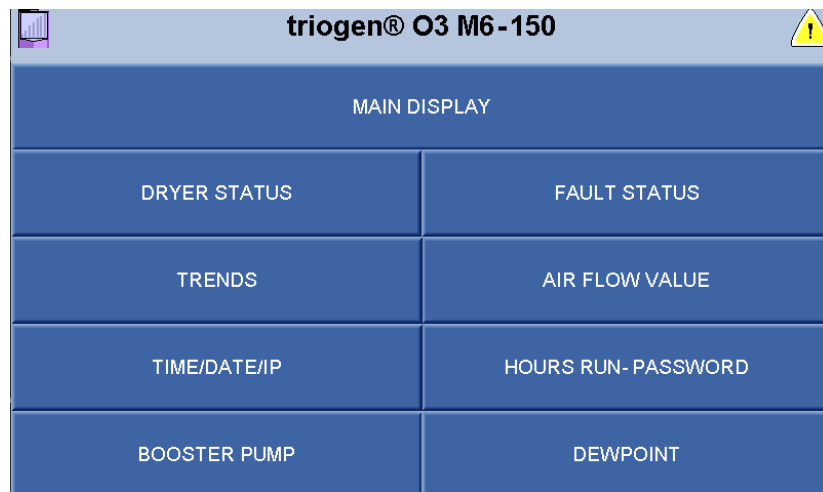 triogen® O3 M6-150
MAIN DISPLAY
DRYER STATUS
FAULT STATUS
TRENDS
AIR FLOW VALUE
TIME/DATE/IP
HOURS RUN- PASSWORD
BOOSTER PUMP
DEWPOINT